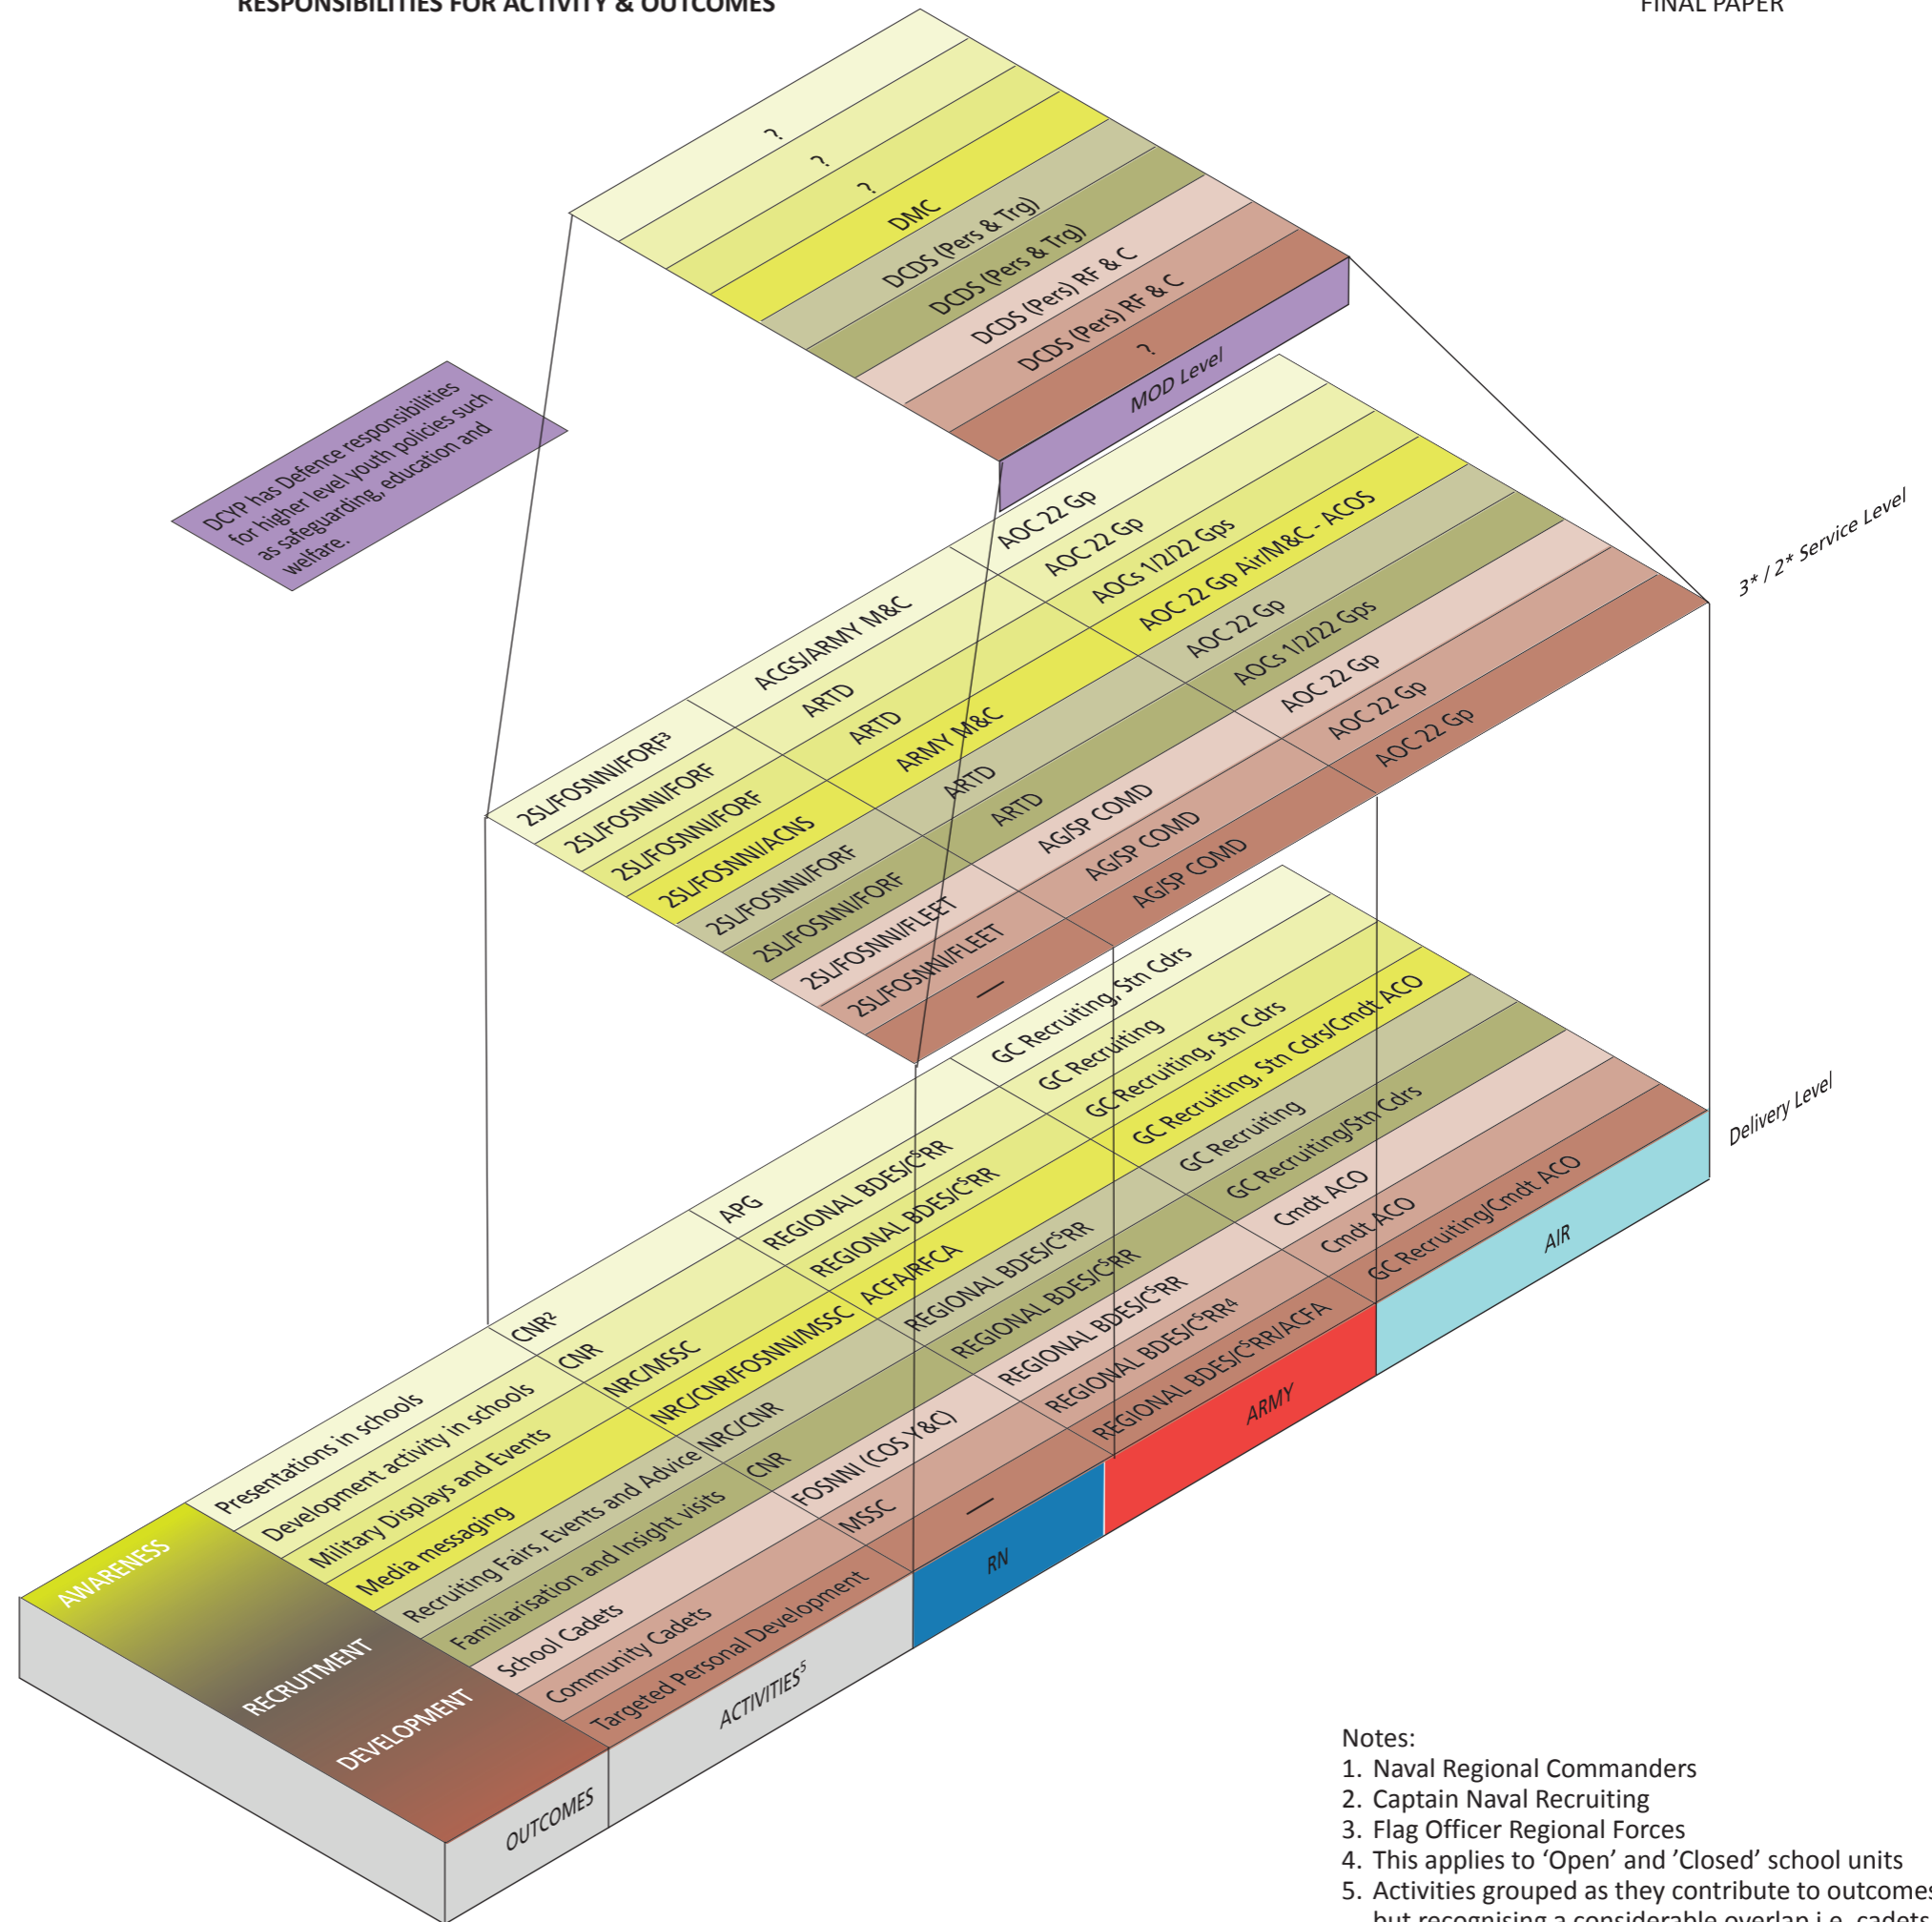 RESPONSIBILITIES FOR ACTIVITY & OUTCOMES
FINAL PAPER
?
?
?
DMC
DCDS (Pers & Trg)
DCDS (Pers & Trg)
DCDS (Pers) RF & C
DCDS (Pers) RF & C
?
MOD Level
DCYP has Defence responsibilities
for higher level youth policies such
as safeguarding, education and
welfare.
3* / 2* Service Level
2SL/FOSNNI/FORF³ ACGS/ARMY M&C AOC 22 Gp
2SL/FOSNNI/FORF ARTD AOC 22 Gp
2SL/FOSNNI/FORF ARTD AOCs 1/2/22 Gps
2SL/FOSNNI/ACNS ARMY M&C AOC 22 Gp Air/M&C - ACOS
2SL/FOSNNI/FORF ARTD AOC 22 Gp
2SL/FOSNNI/FORF ARTD AOCs 1/2/22 Gps
2SL/FOSNNI/FLEET AG/SP COMD AOC 22 Gp
2SL/FOSNNI/FLEET AG/SP COMD AOC 22 Gp
— AG/SP COMD AOC 22 Gp
Delivery Level
Presentations in schools CNR² APG GC Recruiting, Stn Cdrs
Development activity in schools CNR REGIONAL BDES/C⁵RR GC Recruiting
Military Displays and Events NRC/MSSC REGIONAL BDES/C⁵RR GC Recruiting, Stn Cdrs
Media messaging NRC/CNR/FOSNNI/MSSC ACFA/RFCA GC Recruiting, Stn Cdrs/Cmdt ACO
Recruiting Fairs, Events and Advice NRC/CNR REGIONAL BDES/C⁵RR GC Recruiting
Familiarisation and Insight visits CNR REGIONAL BDES/C⁵RR GC Recruiting/Stn Cdrs
School Cadets FOSNNI (COS Y&C) REGIONAL BDES/C⁵RR Cmdt ACO
Community Cadets MSSC REGIONAL BDES/C⁵RR⁴ Cmdt ACO
Targeted Personal Development — REGIONAL BDES/C⁵RR/ACFA GC Recruiting/Cmdt ACO
AWARENESS
RECRUITMENT
DEVELOPMENT
OUTCOMES
ACTIVITIES⁵
RN
ARMY
AIR
Notes:
1. Naval Regional Commanders
2. Captain Naval Recruiting
3. Flag Officer Regional Forces
4. This applies to ‘Open’ and ’Closed’ school units
5. Activities grouped as they contribute to outcomes
but recognising a considerable overlap i.e. cadets